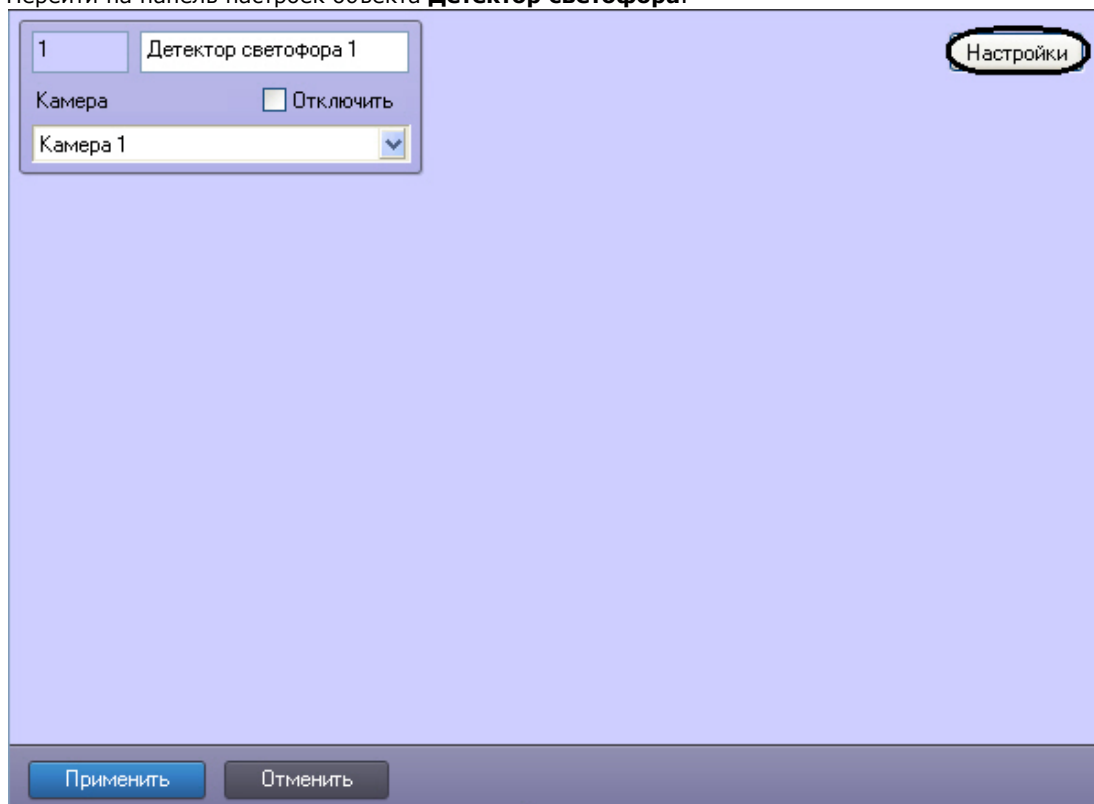 Перейти на панель настроек объекта Детектор светофора.
1 Детектор светофора 1 Настройки
Камера Отключить
Камера 1
Применить Отменить